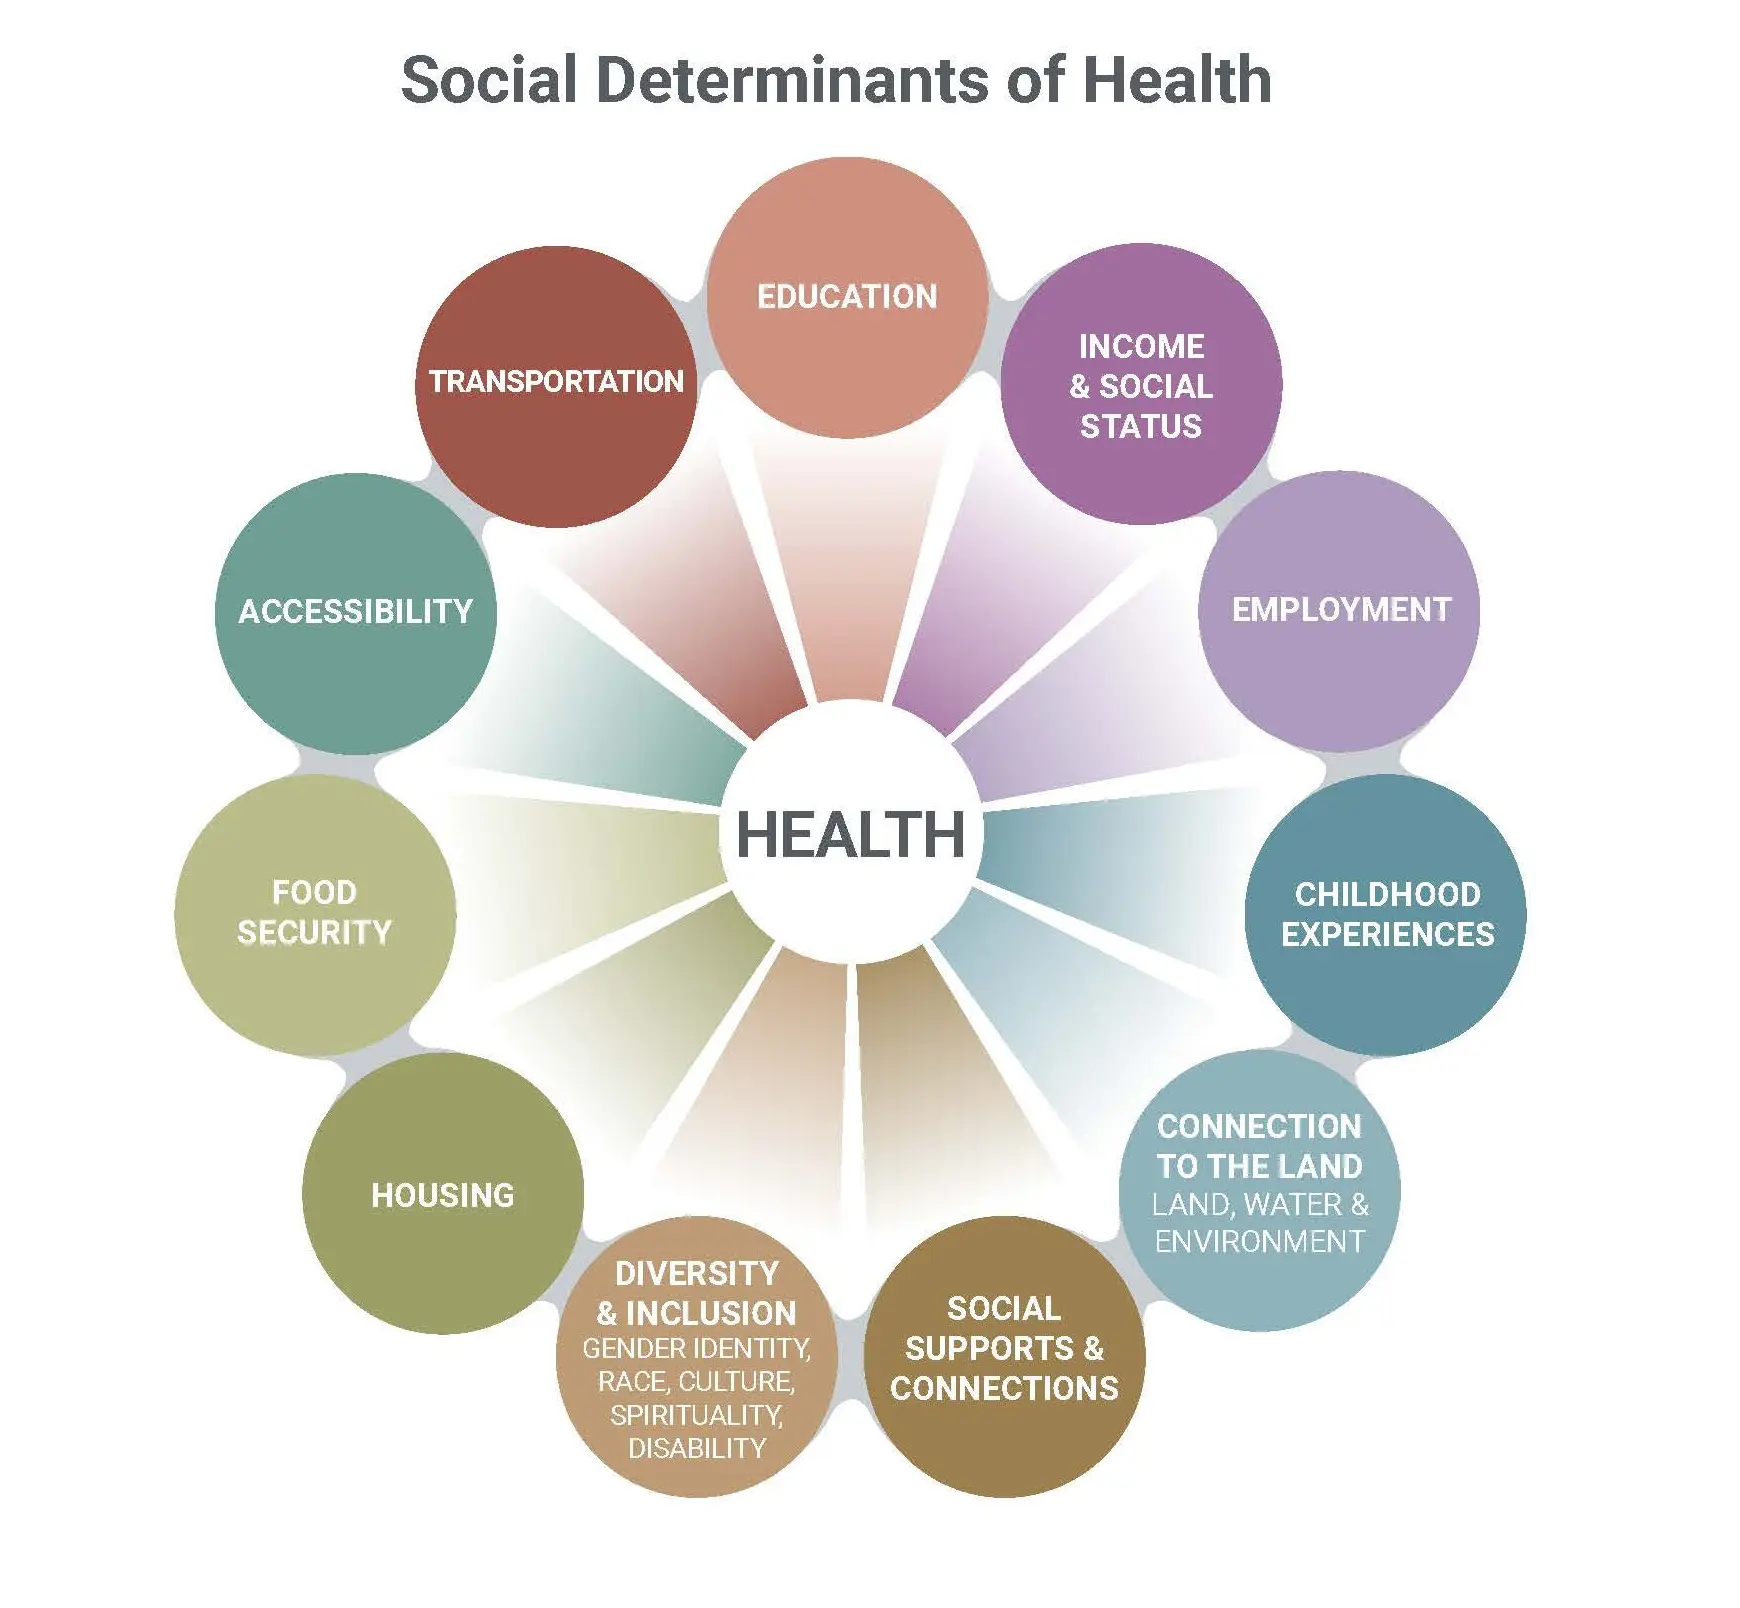 Social Determinants of Health
EDUCATION
INCOME
& SOCIAL
STATUS
EMPLOYMENT
CHILDHOOD
EXPERIENCES
CONNECTION
TO THE LAND
LAND, WATER &
ENVIRONMENT
SOCIAL
SUPPORTS &
CONNECTIONS
DIVERSITY
& INCLUSION
GENDER IDENTITY,
RACE, CULTURE,
SPIRITUALITY,
DISABILITY
HOUSING
FOOD
SECURITY
ACCESSIBILITY
TRANSPORTATION
HEALTH